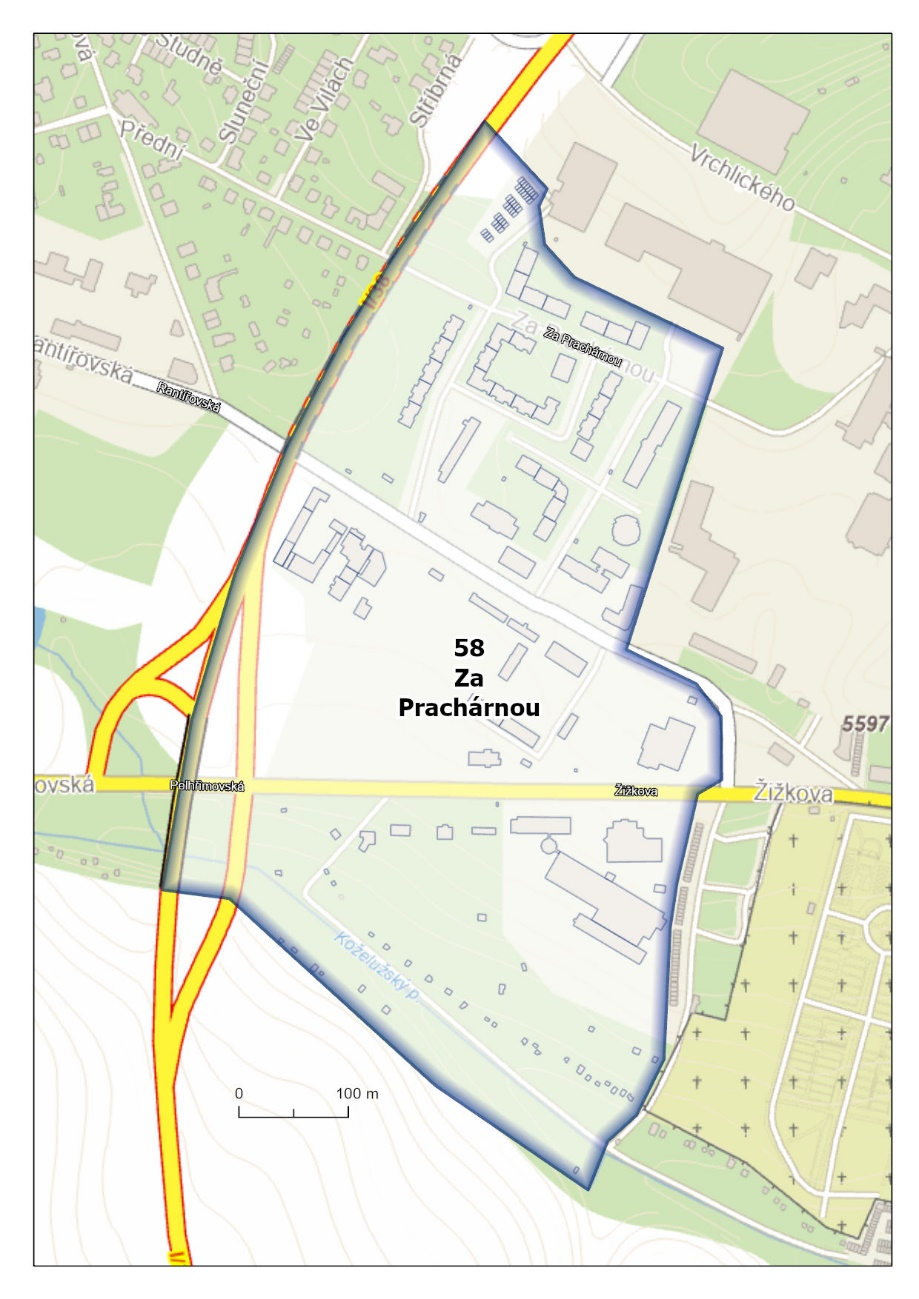 Studně
Sluneční
Ve Vilách
Stříbrná
Přední
Vrchlického
I/38
Za Prachárnou
Za Prachárnou
Rantířovská
58
Za
Prachárnou
5597
Pelhřimovská
Žižkova
Žižkova
Koželužský p.
0 100 m